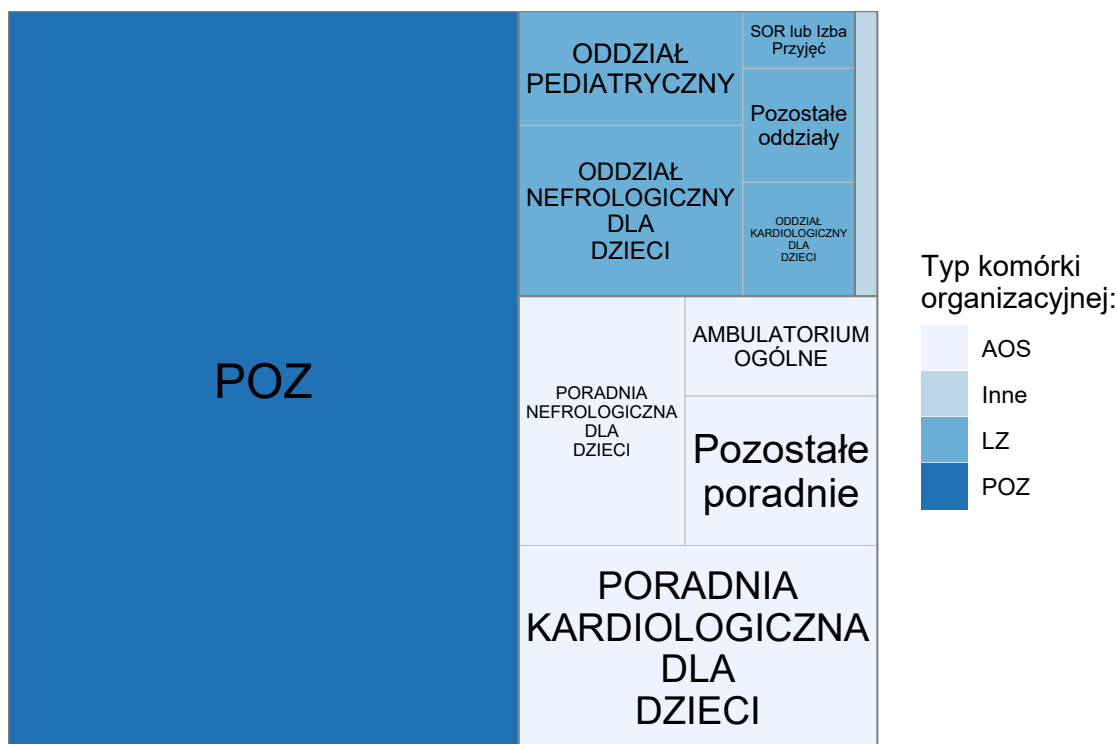 POZ
ODDZIAŁ
PEDIATRYCZNY
SOR lub Izba
Przyjęć
Pozostałe
oddziały
ODDZIAŁ
NEFROLOGICZNY
DLA
DZIECI
ODDZIAŁ
KARDIOLOGICZNY
DLA
DZIECI
PORADNIA
NEFROLOGICZNA
DLA
DZIECI
AMBULATORIUM
OGÓLNE
Pozostałe
poradnie
PORADNIA
KARDIOLOGICZNA
DLA
DZIECI
Typ komórki
organizacyjnej:
AOS
Inne
LZ
POZ